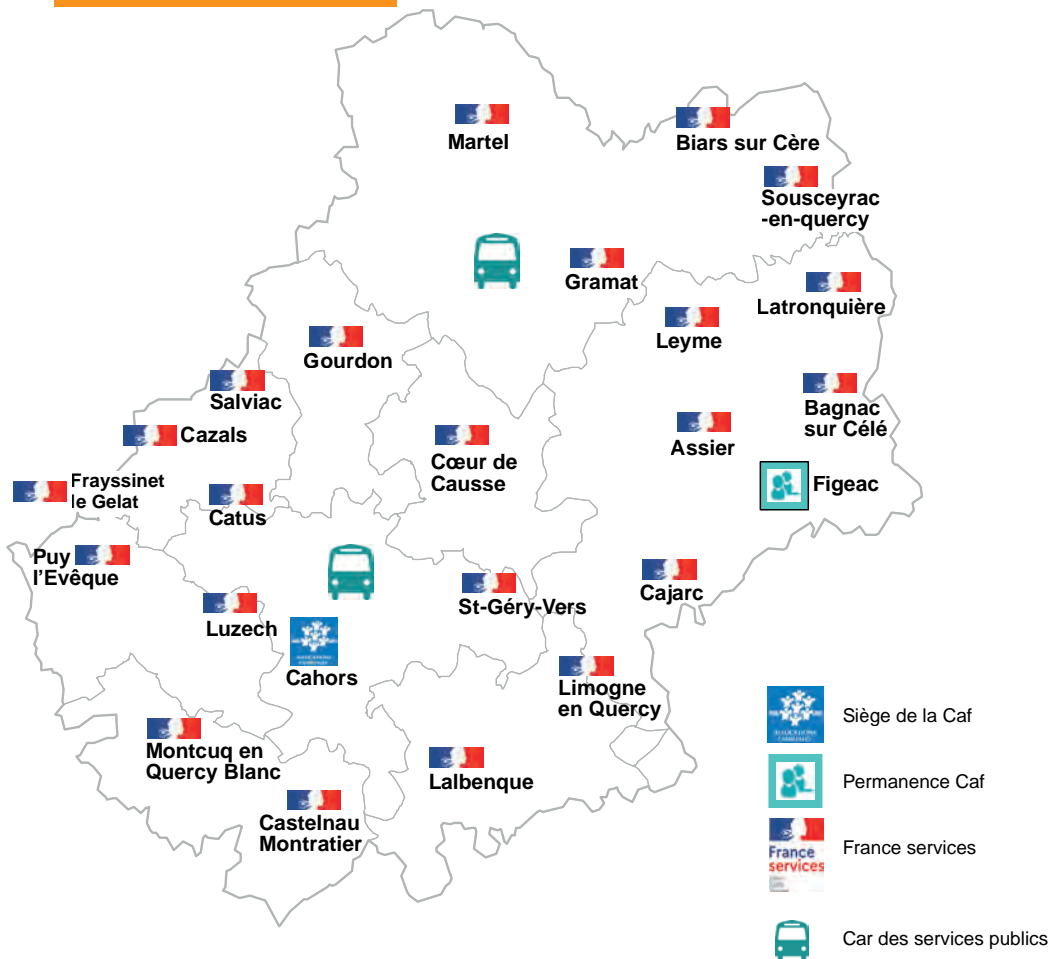 Martel
Biars sur Cère
Sousceyrac
-en-quercy
Gramat
Latronquière
Leyme
Gourdon
Salviac
Cazals
Bagnac
sur Célé
Assier
Cœur de
Causse
Figeac
Frayssinet
le Gelat
Catus
Puy
l'Evêque
Cajarc
St-Géry-Vers
Luzech
Cahors
Limogne
en Quercy
Montcuq en
Quercy Blanc
Lalbenque
Castelnau
Montratier
Siège de la Caf
Permanence Caf
France
services
France services
Car des services publics